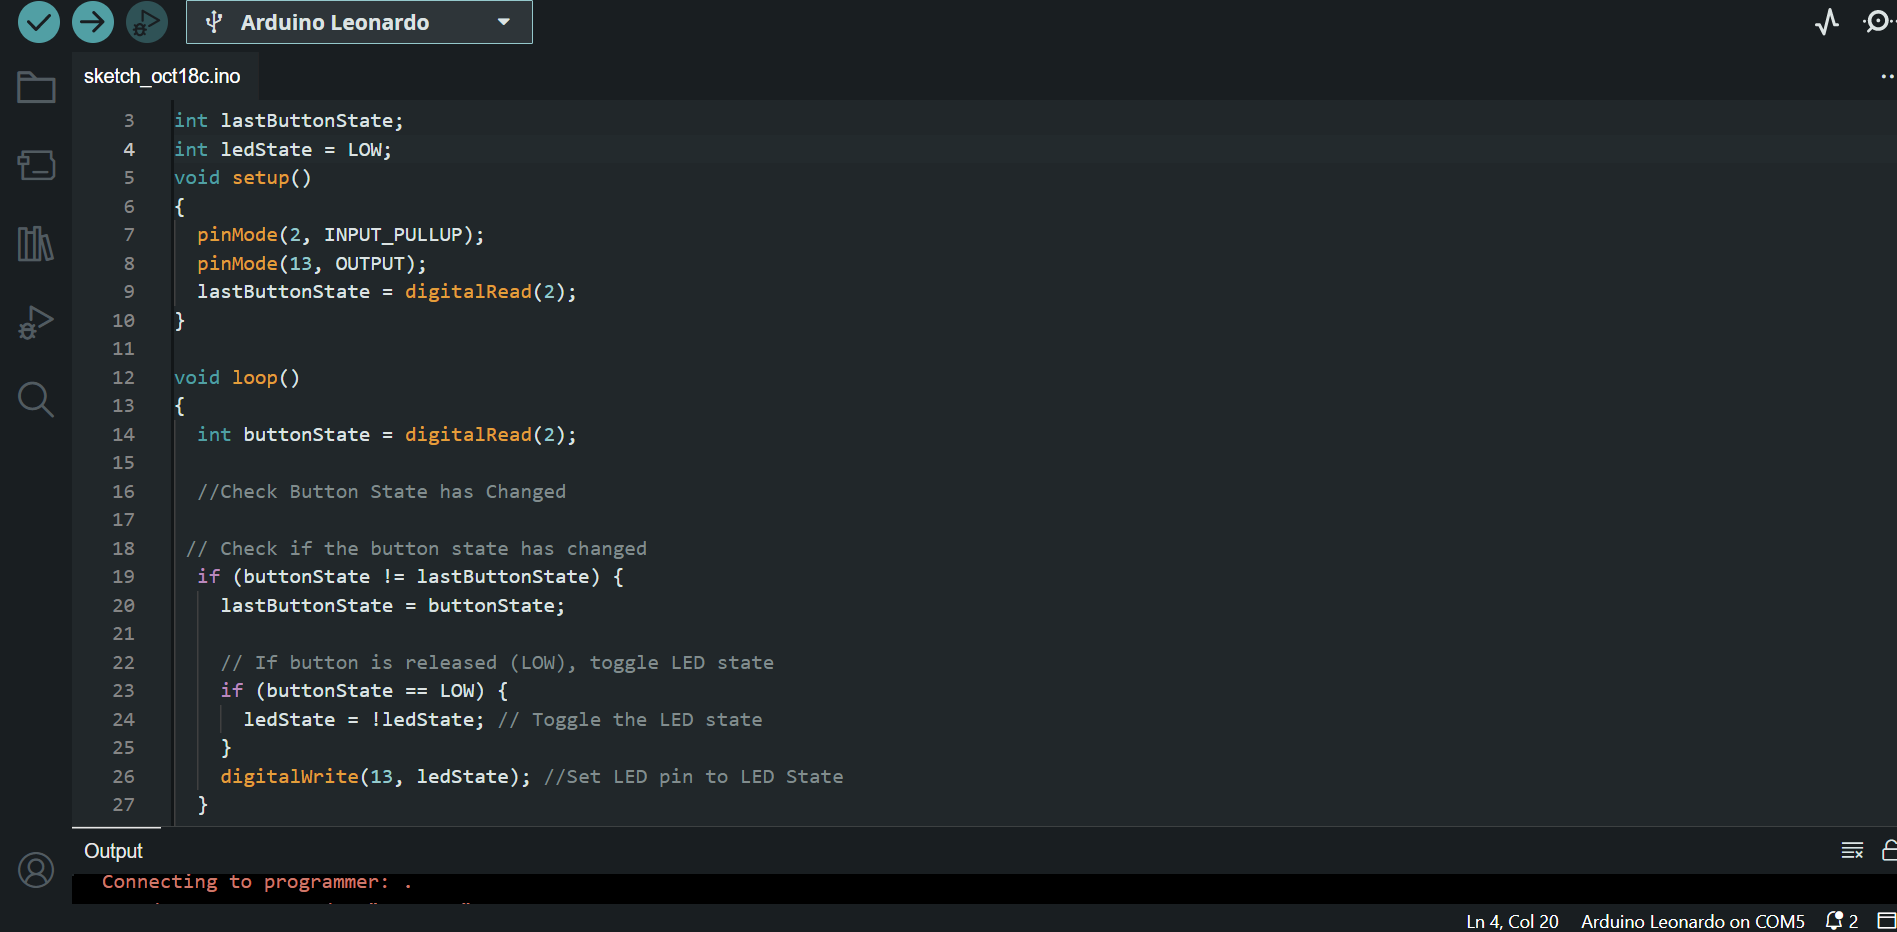 Arduino Leonardo
sketch_oct18c.ino
3 int lastButtonState;
4 int ledState = LOW;
5 void setup()
6 {
7 pinMode(2, INPUT_PULLUP);
8 pinMode(13, OUTPUT);
9 lastButtonState = digitalRead(2);
10 }
11
12 void loop()
13 {
14 int buttonState = digitalRead(2);
15
16 //Check Button State has Changed
17
18 // Check if the button state has changed
19 if (buttonState != lastButtonState) {
20 lastButtonState = buttonState;
21
22 // If button is released (LOW), toggle LED state
23 if (buttonState == LOW) {
24 ledState = !ledState; // Toggle the LED state
25 }
26 digitalWrite(13, ledState); //Set LED pin to LED State
27 }
Output
Connecting to programmer: .
Ln 4, Col 20 Arduino Leonardo on COM5 2